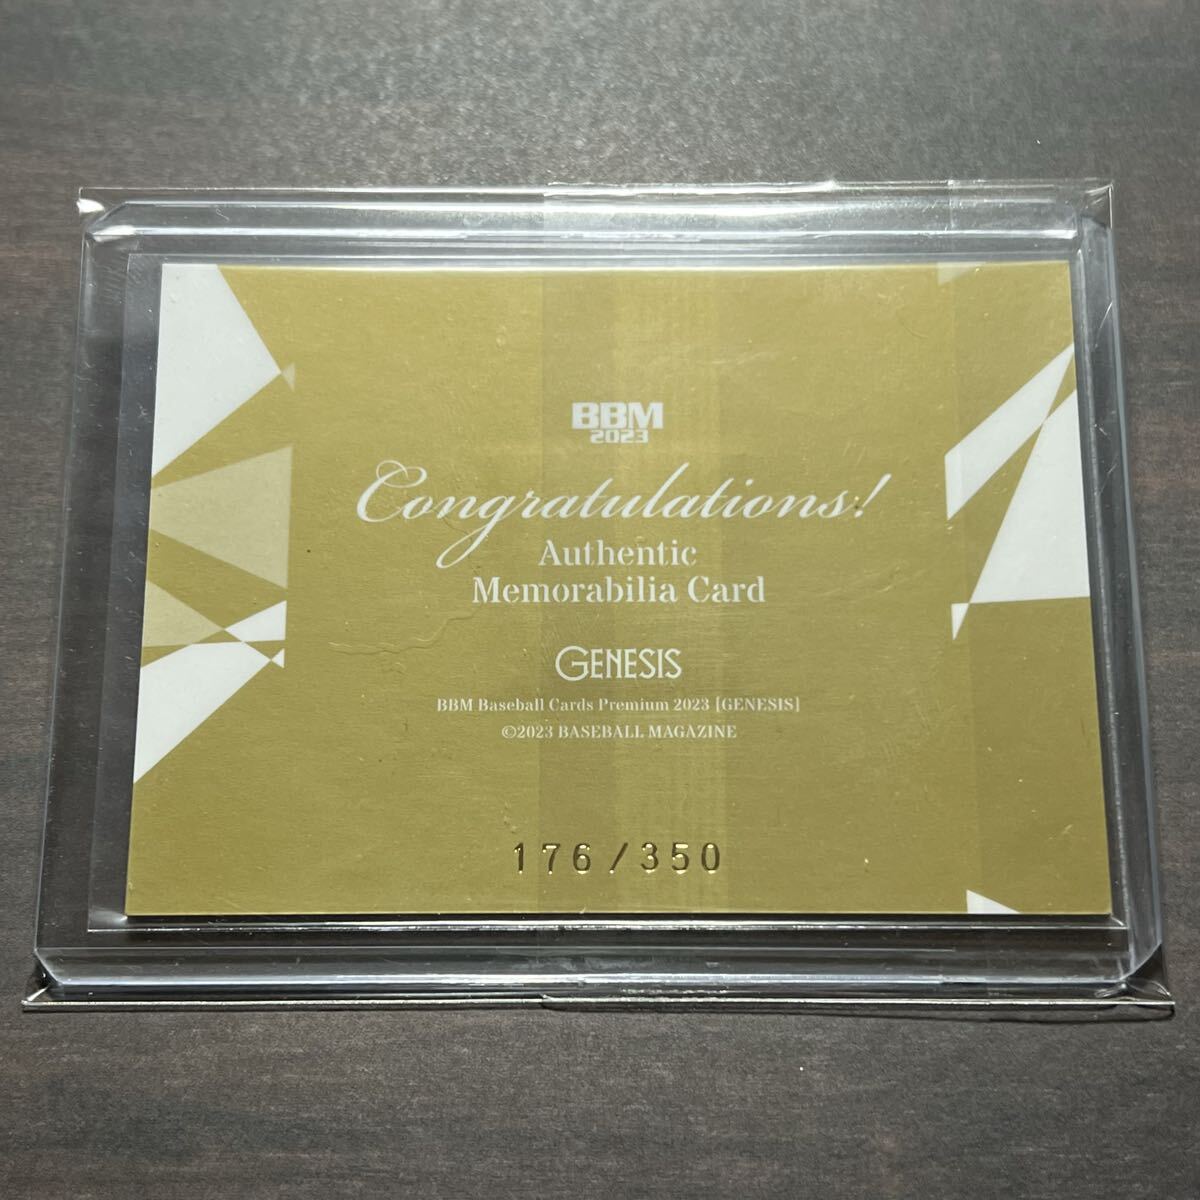 BBM
2023
Congratulations!
Authentic
Memorabilia Card
GENESIS
BBM Baseball Cards Premium 2023 [GENESIS]
©2023 BASEBALL MAGAZINE
176/350